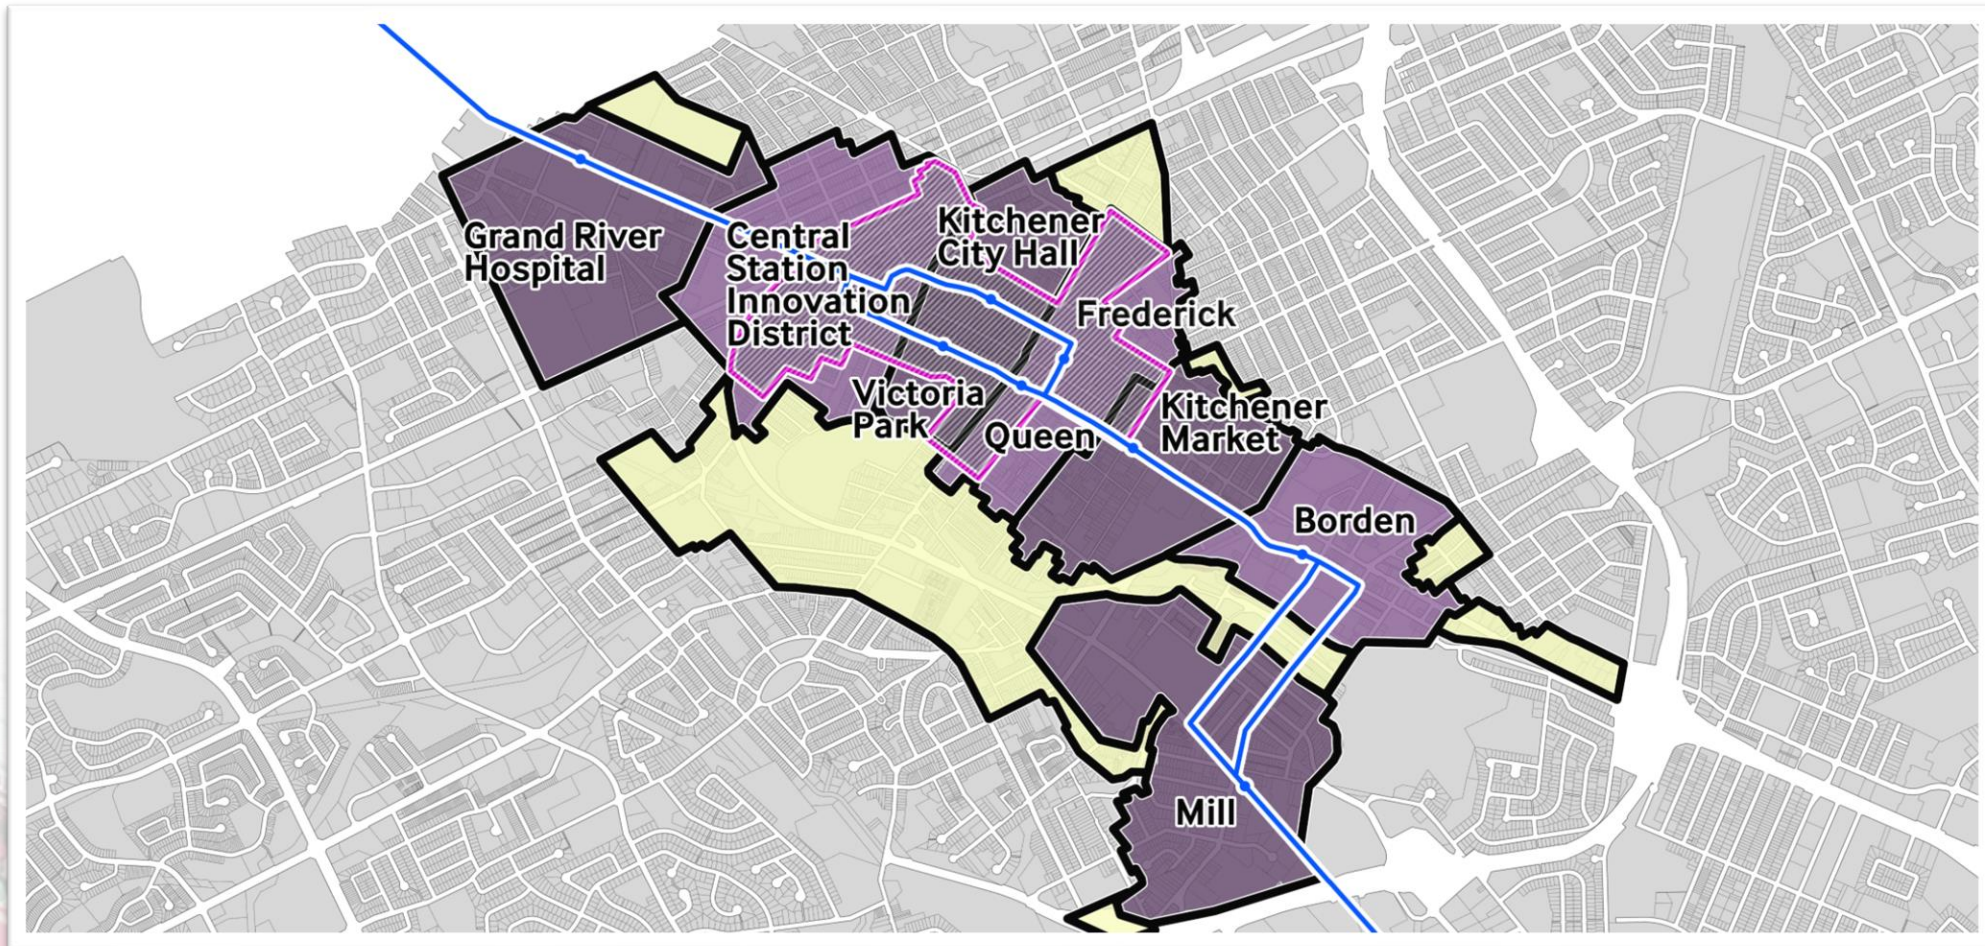 Grand River
Hospital
Central
Station
Innovation
District
Kitchener
City Hall
Frederick
Victoria
Park
Queen
Kitchener
Market
Borden
Mill